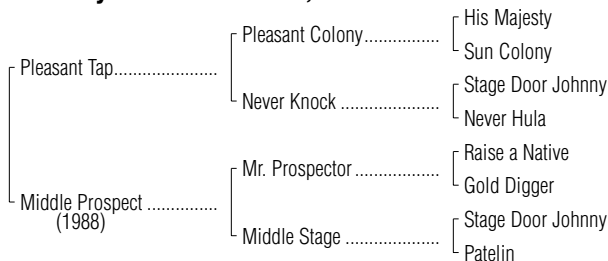 His Majesty
Pleasant Colony..................
Sun Colony
Pleasant Tap......................
Stage Door Johnny
Never Knock ......................
Never Hula
Raise a Native
Mr. Prospector ...................
Gold Digger
Middle Prospect ...............
(1988)
Stage Door Johnny
Middle Stage .....................
Patelin